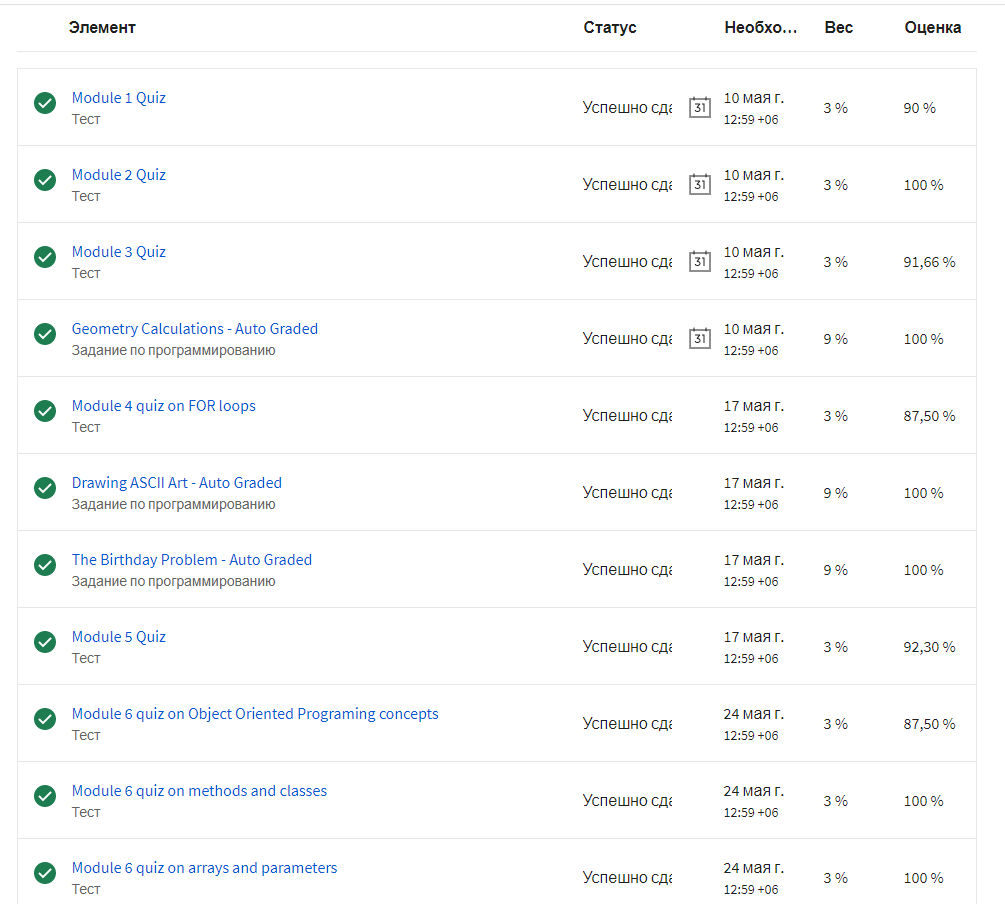 Элемент Статус Необхо... Вес Оценка
Module 1 Quiz
Тест
Успешно сда 31 10 мая г. 3 % 90 %
12:59 +06
Module 2 Quiz
Тест
Успешно сда 31 10 мая г. 3 % 100 %
12:59 +06
Module 3 Quiz
Тест
Успешно сда 31 10 мая г. 3 % 91,66 %
12:59 +06
Geometry Calculations - Auto Graded
Задание по программированию
Успешно сда 31 10 мая г. 9 % 100 %
12:59 +06
Module 4 quiz on FOR loops
Тест
Успешно сда 17 мая г. 3 % 87,50 %
12:59 +06
Drawing ASCII Art - Auto Graded
Задание по программированию
Успешно сда 17 мая г. 9 % 100 %
12:59 +06
The Birthday Problem - Auto Graded
Задание по программированию
Успешно сда 17 мая г. 9 % 100 %
12:59 +06
Module 5 Quiz
Тест
Успешно сда 17 мая г. 3 % 92,30 %
12:59 +06
Module 6 quiz on Object Oriented Programing concepts
Тест
Успешно сда 24 мая г. 3 % 87,50 %
12:59 +06
Module 6 quiz on methods and classes
Тест
Успешно сда 24 мая г. 3 % 100 %
12:59 +06
Module 6 quiz on arrays and parameters
Тест
Успешно сда 24 мая г. 3 % 100 %
12:59 +06